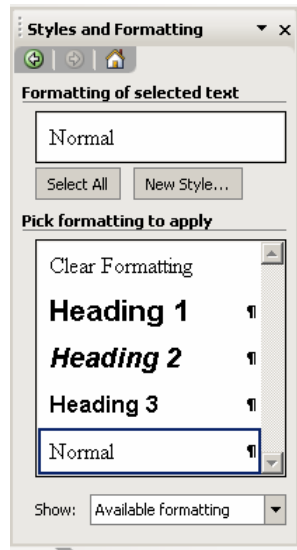 Styles and Formatting
Formatting of selected text
Normal
Select All New Style...
Pick formatting to apply
Clear Formatting
Heading 1 ¶
Heading 2 ¶
Heading 3 ¶
Normal ¶
Show: Available formatting